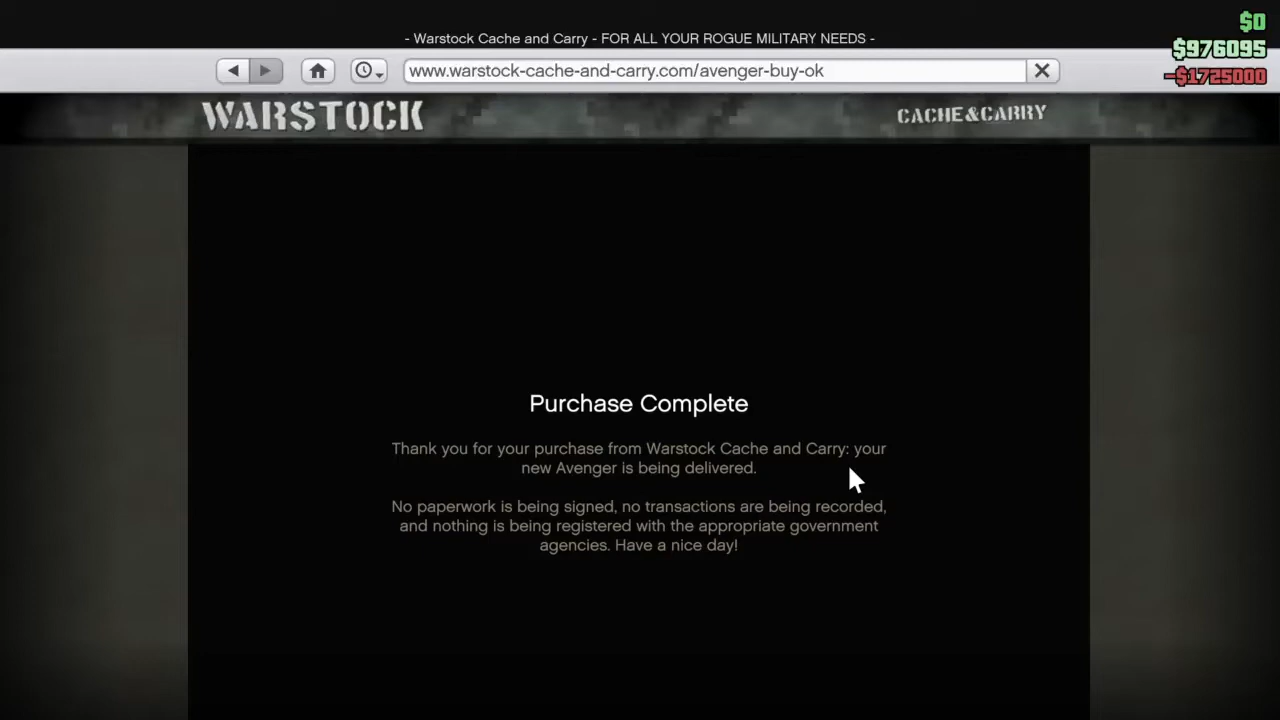 - Warstock Cache and Carry - FOR ALL YOUR ROGUE MILITARY NEEDS -
$0
$976095
-$1725000
www.warstock-cache-and-carry.com/avenger-buy-ok
WARSTOCK
CACHE&CARRY
Purchase Complete
Thank you for your purchase from Warstock Cache and Carry: your
new Avenger is being delivered.
No paperwork is being signed, no transactions are being recorded,
and nothing is being registered with the appropriate government
agencies. Have a nice day!